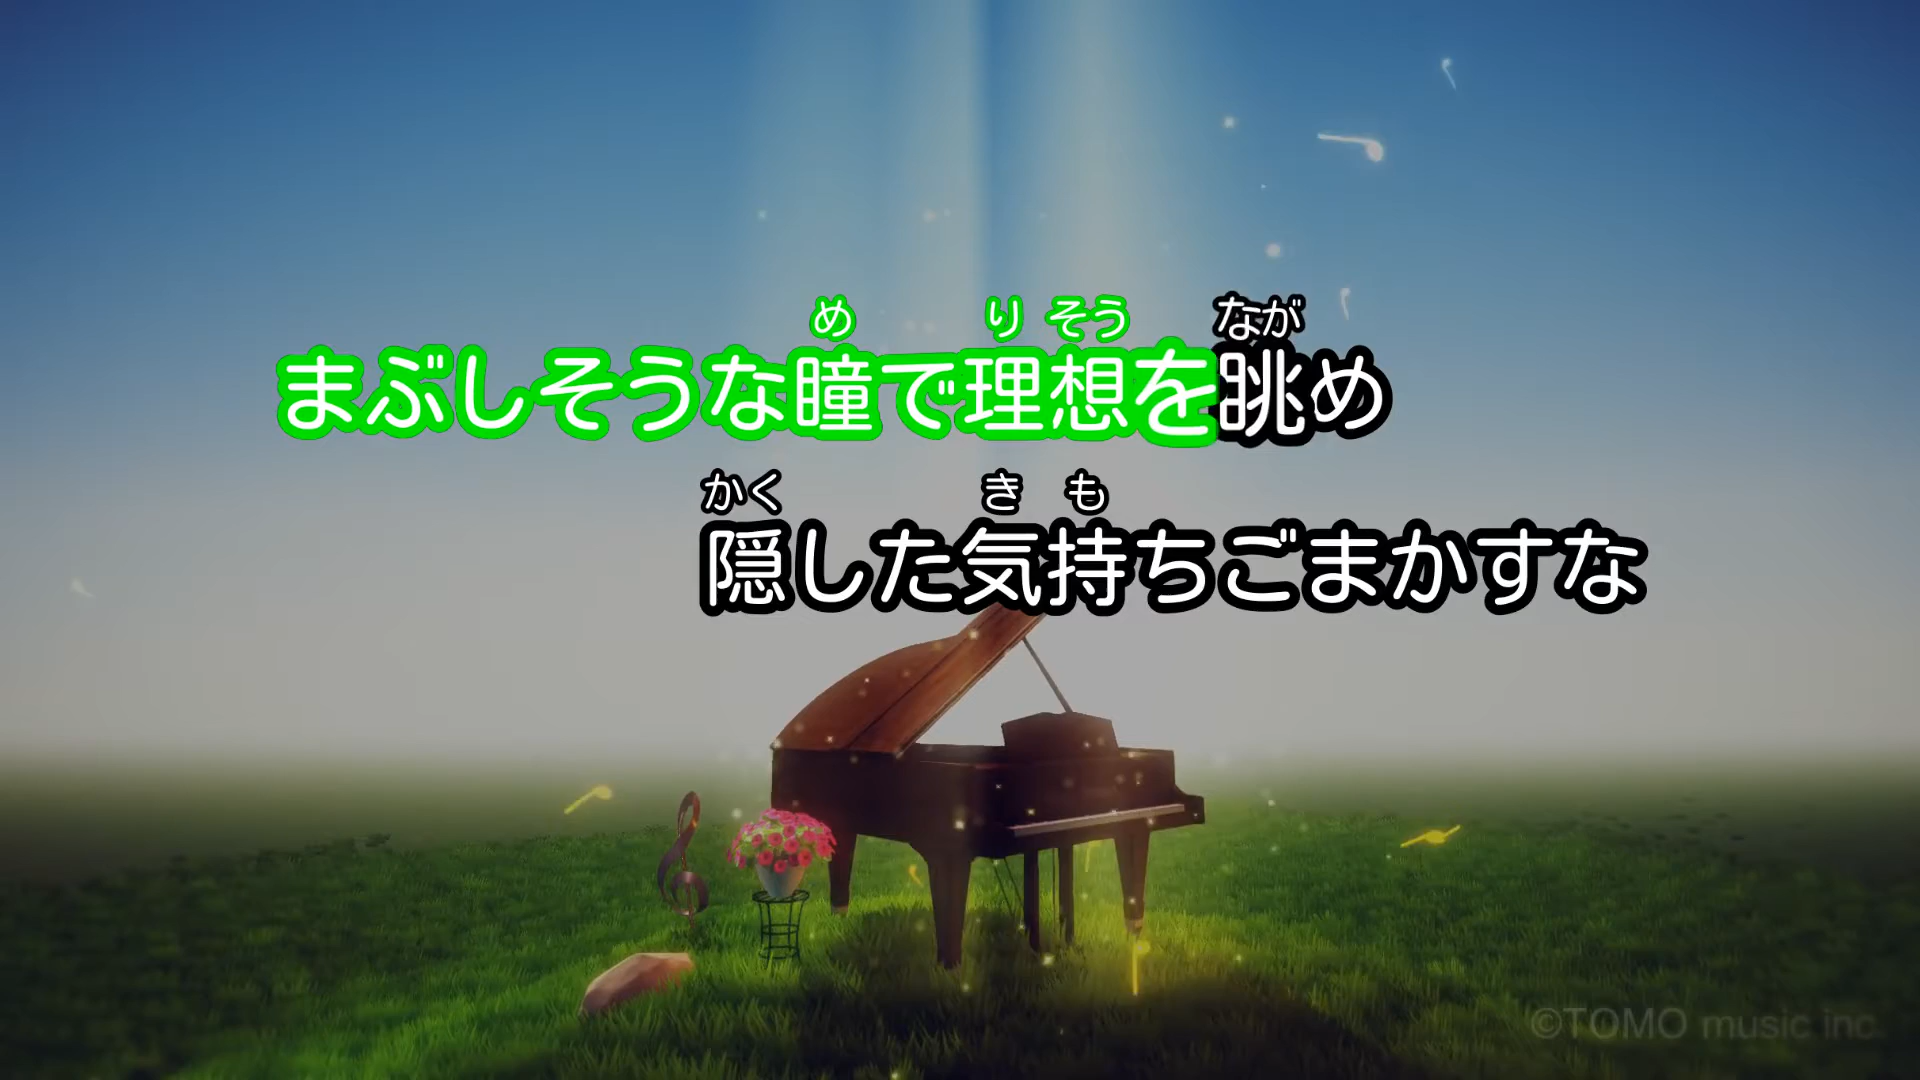 め り そう なが
まぶしそうな瞳で理想を眺め
かく き も
隠した気持ちごまかすな
©TOMO music inc